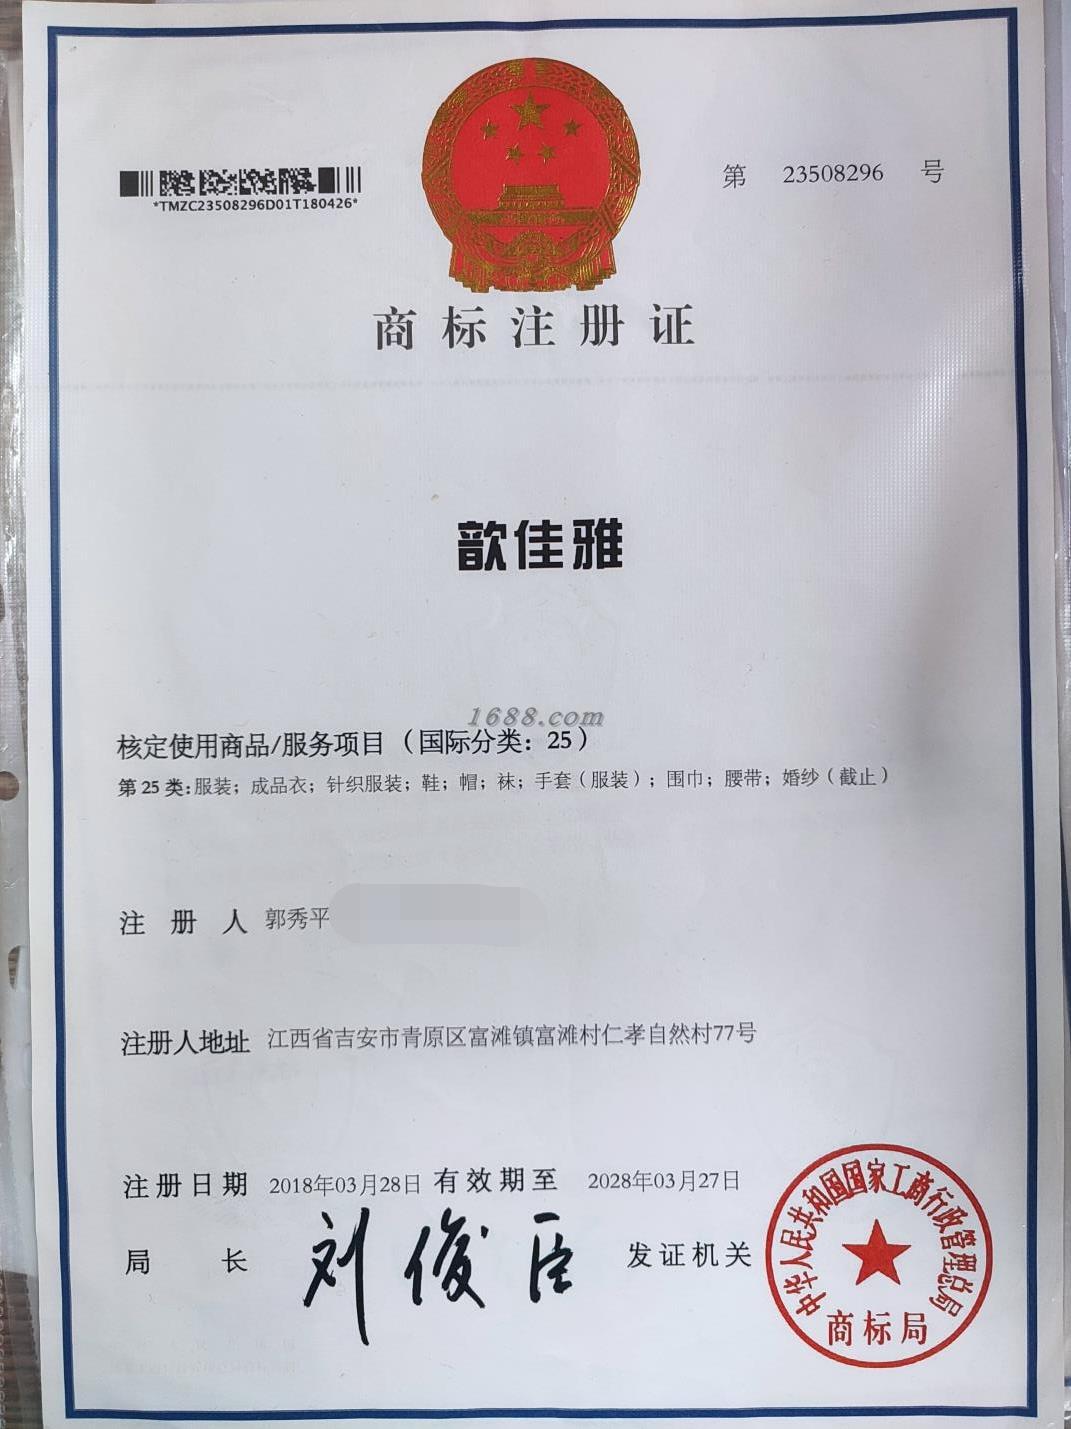 *TMZC23508296D01T180426*
第 23508296 号
商标注册证
歆佳雅
1688.com
核定使用商品/服务项目（国际分类：25）
第25类:服装；成品衣；针织服装；鞋；帽；袜；手套（服装）；围巾；腰带；婚纱（截止）
注册人 郭秀平
注册人地址 江西省吉安市青原区富滩镇富滩村仁孝自然村77号
注册日期 2018年03月28日 有效期至 2028年03月27日
局长 刘俊臣 发证机关
中华人民共和国国家工商行政管理总局
商标局